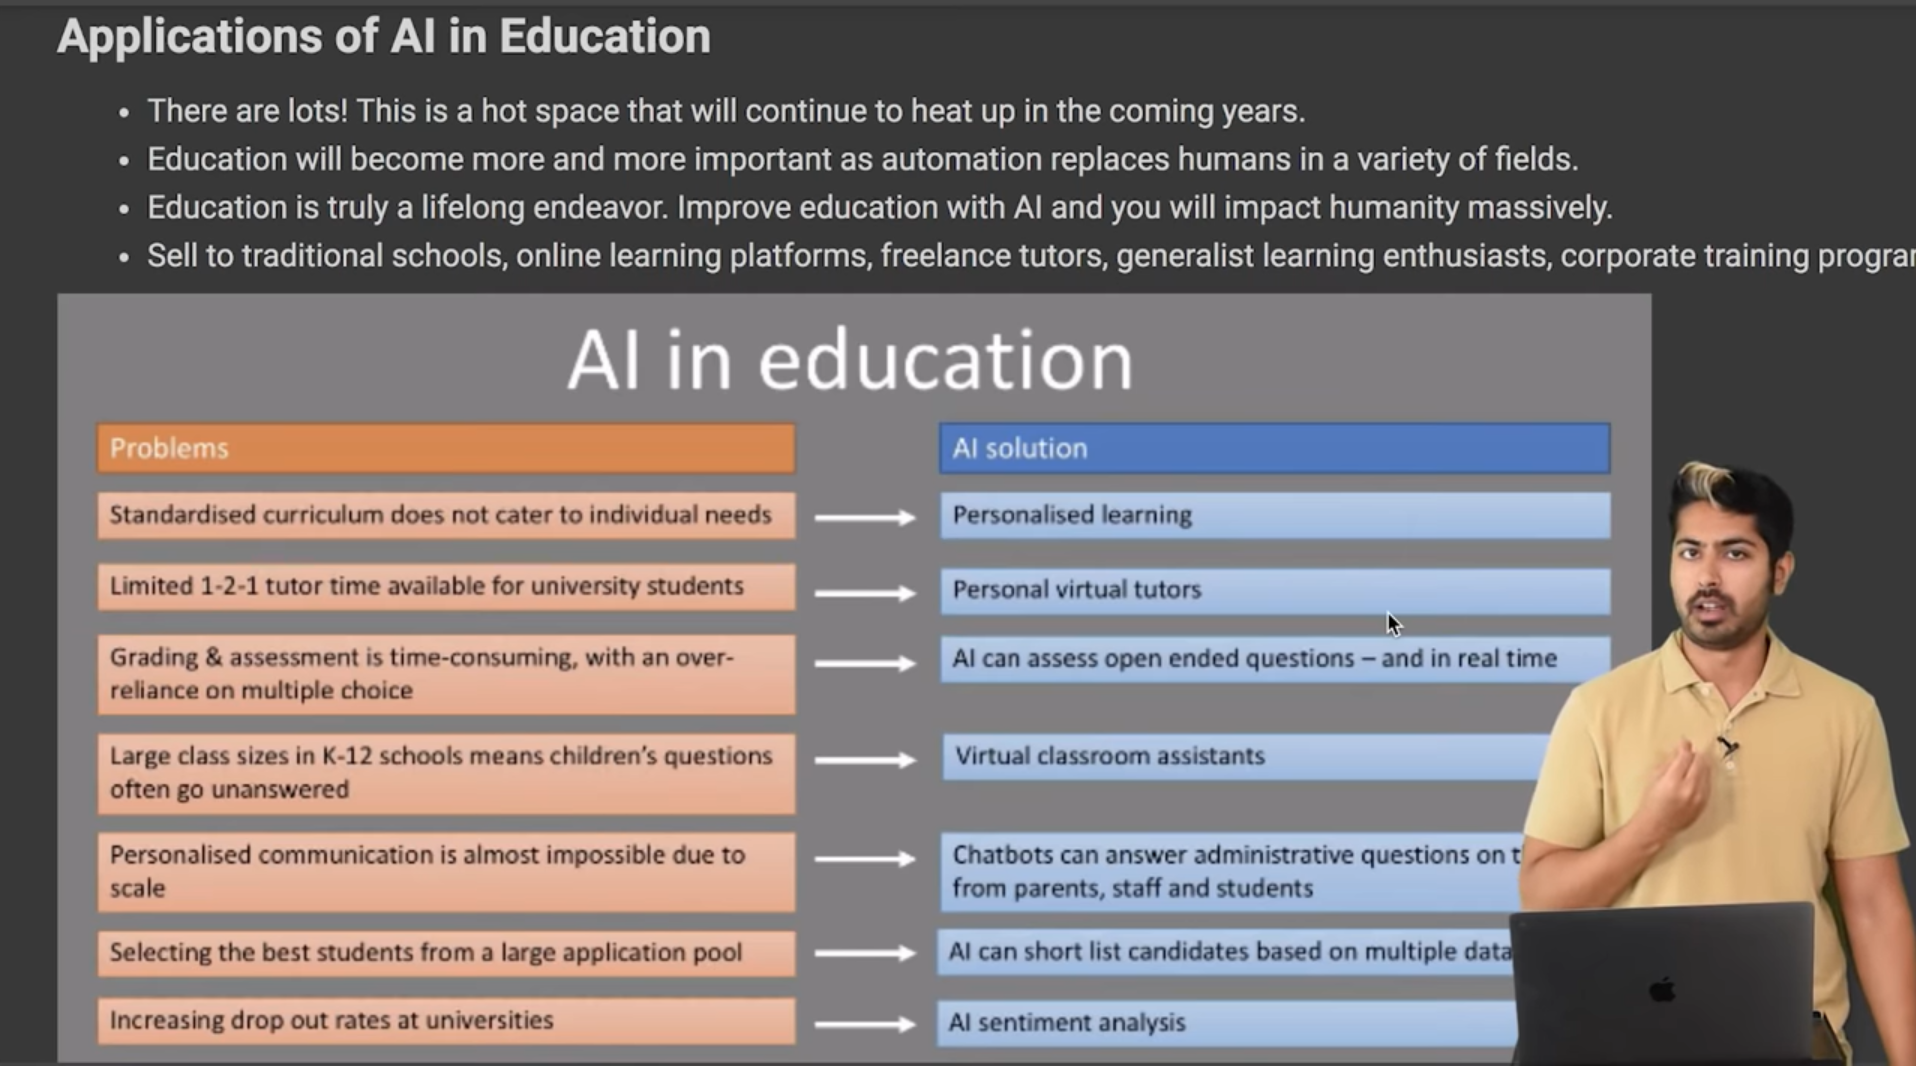 Applications of AI in Education
There are lots! This is a hot space that will continue to heat up in the coming years.
Education will become more and more important as automation replaces humans in a variety of fields.
Education is truly a lifelong endeavor. Improve education with AI and you will impact humanity massively.
Sell to traditional schools, online learning platforms, freelance tutors, generalist learning enthusiasts, corporate training
AI in education
Problems
AI solution
Standardised curriculum does not cater to individual needs
Personalised learning
Limited 1-2-1 tutor time available for university students
Personal virtual tutors
Grading & assessment is time-consuming, with an over-
reliance on multiple choice
AI can assess open ended questions – and in real time
Large class sizes in K-12 schools means children's questions
often go unanswered
Virtual classroom assistants
Personalised communication is almost impossible due to
scale
Chatbots can answer administrative questions on
from parents, staff and students
Selecting the best students from a large application pool
AI can short list candidates based on multiple data
Increasing drop out rates at universities
AI sentiment analysis